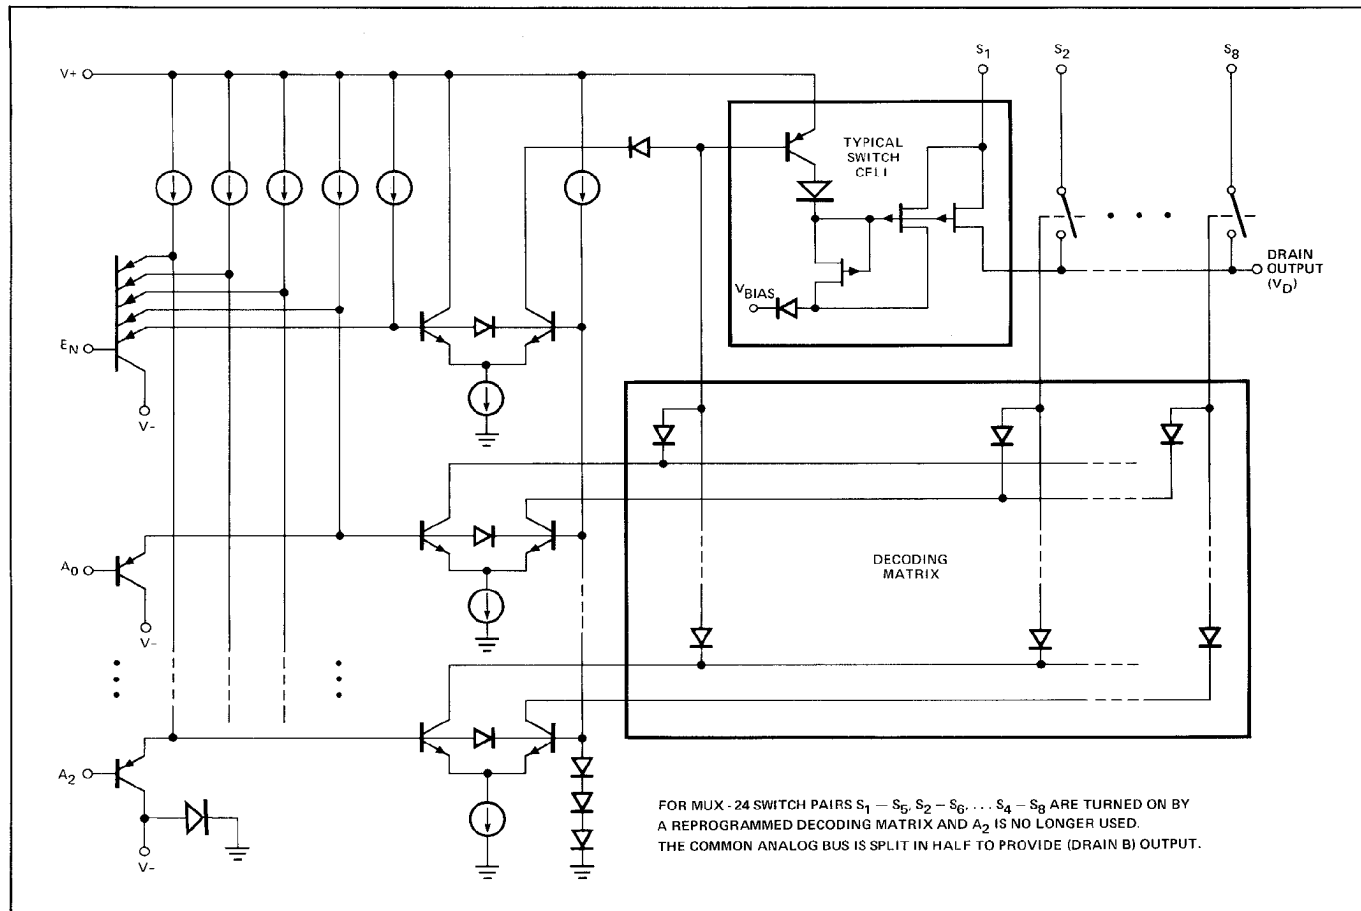 V+
S1
S2
S8
TYPICAL
SWITCH
CELL
VBIAS
DRAIN
OUTPUT
(VD)
EN
V-
A0
V-
DECODING
MATRIX
A2
V-
FOR MUX - 24 SWITCH PAIRS S1 – S5, S2 – S6, . . . S4 – S8 ARE TURNED ON BY
A REPROGRAMMED DECODING MATRIX AND A2 IS NO LONGER USED.
THE COMMON ANALOG BUS IS SPLIT IN HALF TO PROVIDE (DRAIN B) OUTPUT.